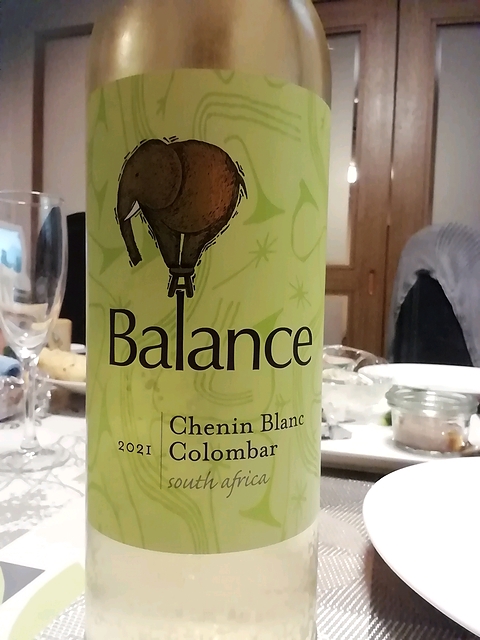 Balance
2021
Chenin Blanc
Colombar
south africa